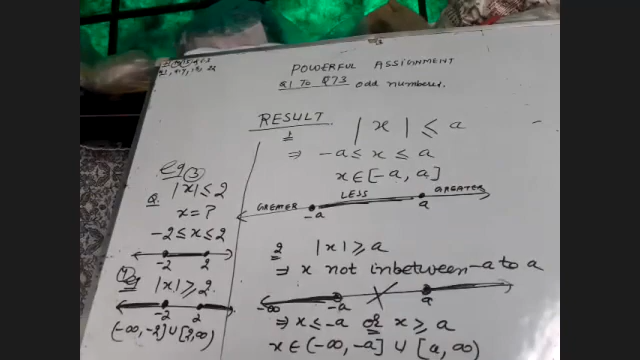 POWERFUL ASSIGNMENT
Q1 TO Q73 odd numbers.
RESULT
1 |x| ≤ a
⇒ -a ≤ x ≤ a
x ∈ [-a, a]
GREATER LESS GREATER
-a a
2 |x| ≥ a
⇒ x not inbetween -a to a
-∞ -a a
⇒ x ≤ -a or x ≥ a
x ∈ (-∞, -a] ∪ [a, ∞)
eg 3
Q. |x| ≤ 2
x = ?
-2 ≤ x ≤ 2
-2 2
eg |x| ≥ 2
-2 2
(-∞, -2] ∪ [2, ∞)